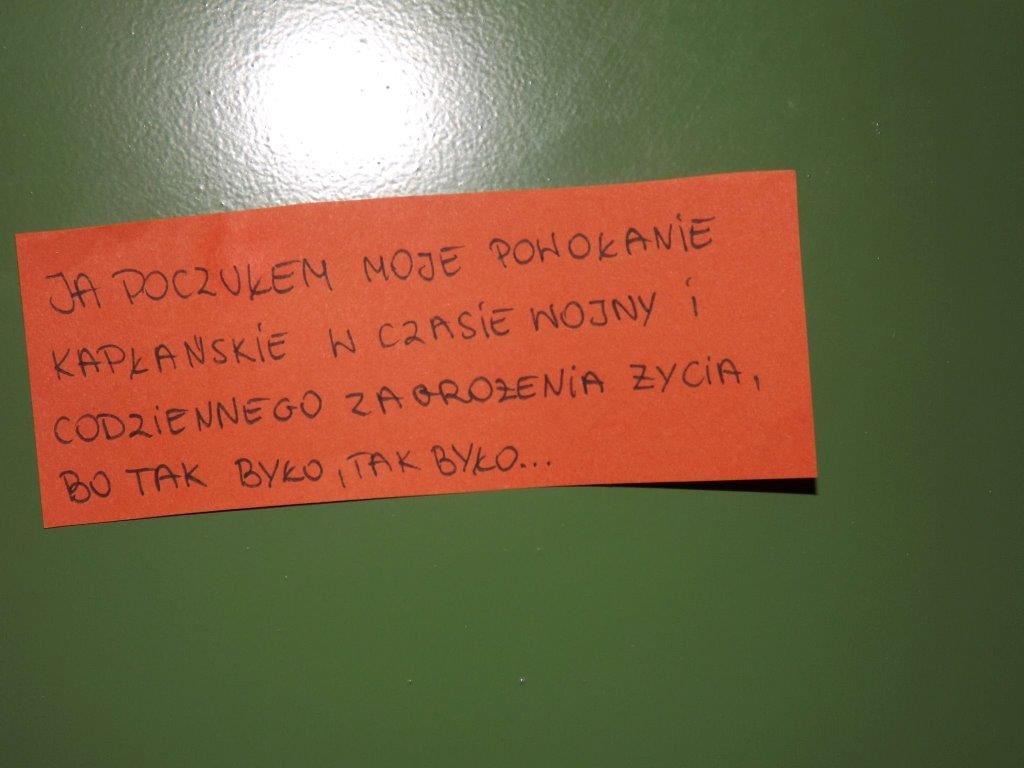 JA POCZUŁEM MOJE POWOŁANIE
KAPŁAŃSKIE W CZASIE WOJNY i
CODZIENNEGO ZAGROŻENIA ŻYCIA,
BO TAK BYŁO, TAK BYŁO...